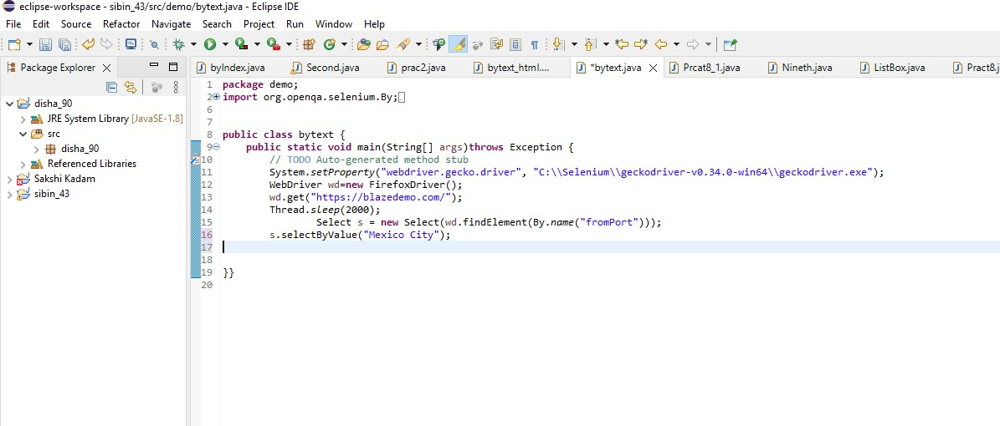 eclipse-workspace - sibin_43/src/demo/bytext.java - Eclipse IDE
File Edit Source Refactor Navigate Search Project Run Window Help
Package Explorer
byIndex.java Second.java prac2.java bytext_html.... *bytext.java Prcat8_1.java Nineth.java ListBox.java Pract8.j
disha_90
JRE System Library [JavaSE-1.8]
src
disha_90
Referenced Libraries
Sakshi Kadam
sibin_43
1 package demo;
2 import org.openqa.selenium.By;
6
7
8 public class bytext {
9 public static void main(String[] args)throws Exception {
10 // TODO Auto-generated method stub
11 System.setProperty("webdriver.gecko.driver", "C:\\Selenium\\geckodriver-v0.34.0-win64\\geckodriver.exe");
12 WebDriver wd=new FirefoxDriver();
13 wd.get("https://blazedemo.com/");
14 Thread.sleep(2000);
15 Select s = new Select(wd.findElement(By.name("fromPort")));
16 s.selectByValue("Mexico City");
17
18
19 }}
20